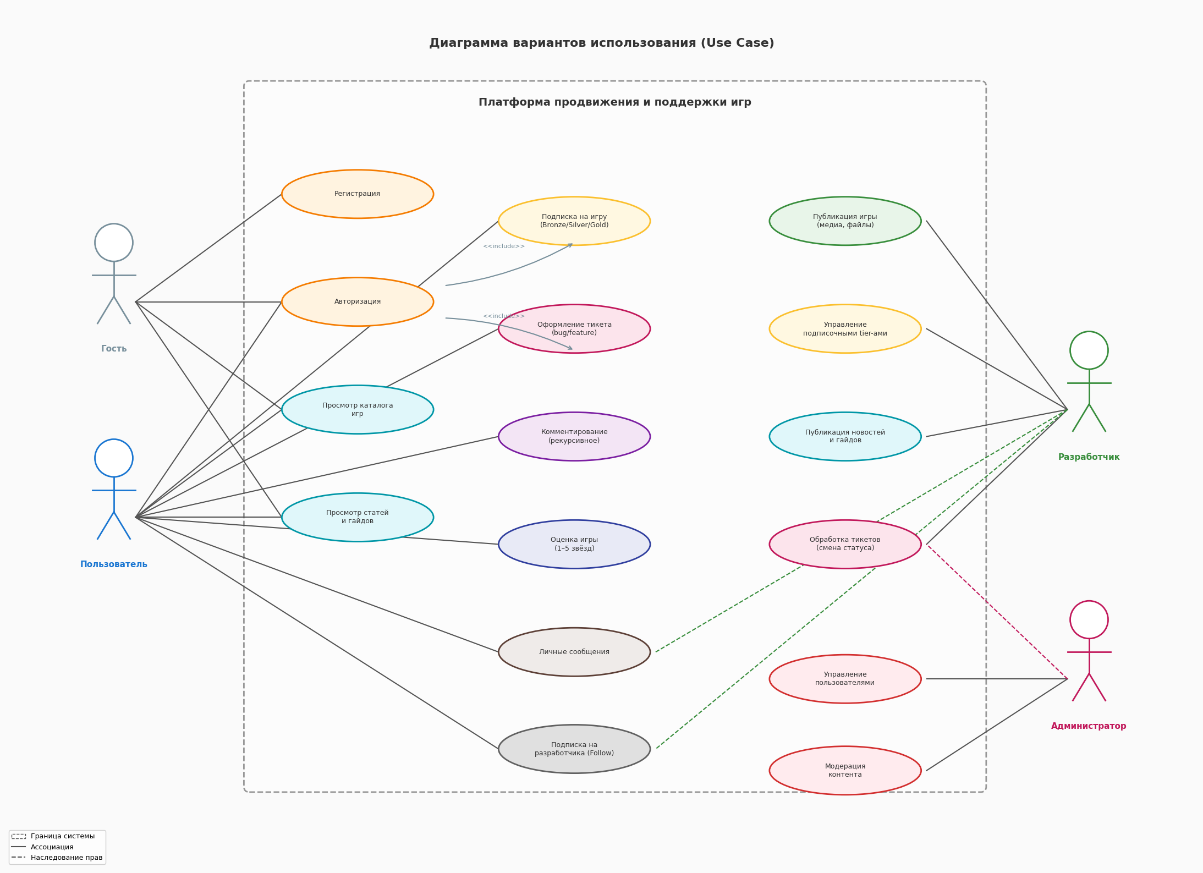 Диаграмма вариантов использования (Use Case)
Платформа продвижения и поддержки игр
Регистрация
Подписка на игру
(Bronze/Silver/Gold)
Публикация игры
(медиа, файлы)
<<include>>
Авторизация
<<include>>
Оформление тикета
(bug/feature)
Управление
подписочными tier-ами
Гость
Просмотр каталога
игр
Комментирование
(рекурсивное)
Публикация новостей
и гайдов
Разработчик
Просмотр статей
и гайдов
Оценка игры
(1–5 звёзд)
Обработка тикетов
(смена статуса)
Пользователь
Личные сообщения
Управление
пользователями
Администратор
Подписка на
разработчика (Follow)
Модерация
контента
Граница системы
Ассоциация
Наследование прав